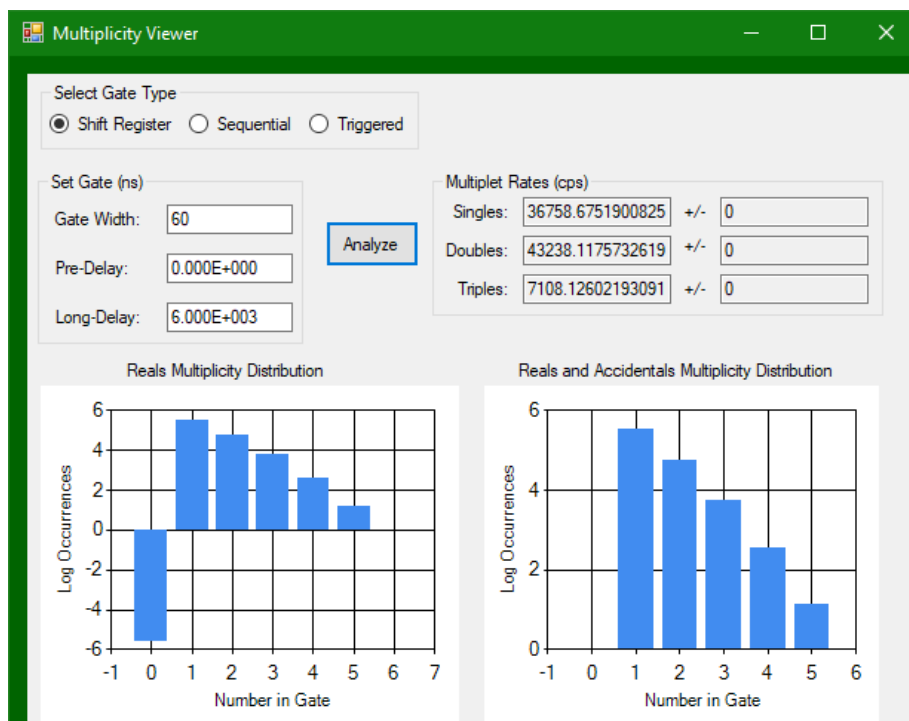 Multiplicity Viewer
Select Gate Type
Shift Register Sequential Triggered
Set Gate (ns)
Gate Width: 60
Pre-Delay: 0.000E+000
Long-Delay: 6.000E+003
Analyze
Multiplet Rates (cps)
Singles: 36758.6751900825 +/- 0
Doubles: 43238.1175732619 +/- 0
Triples: 7108.12602193091 +/- 0
Reals Multiplicity Distribution
6
4
2
0
-2
-4
-6
Log Occurrences
-1 0 1 2 3 4 5 6 7
Number in Gate
Reals and Accidentals Multiplicity Distribution
6
4
2
0
Log Occurrences
-1 0 1 2 3 4 5 6
Number in Gate